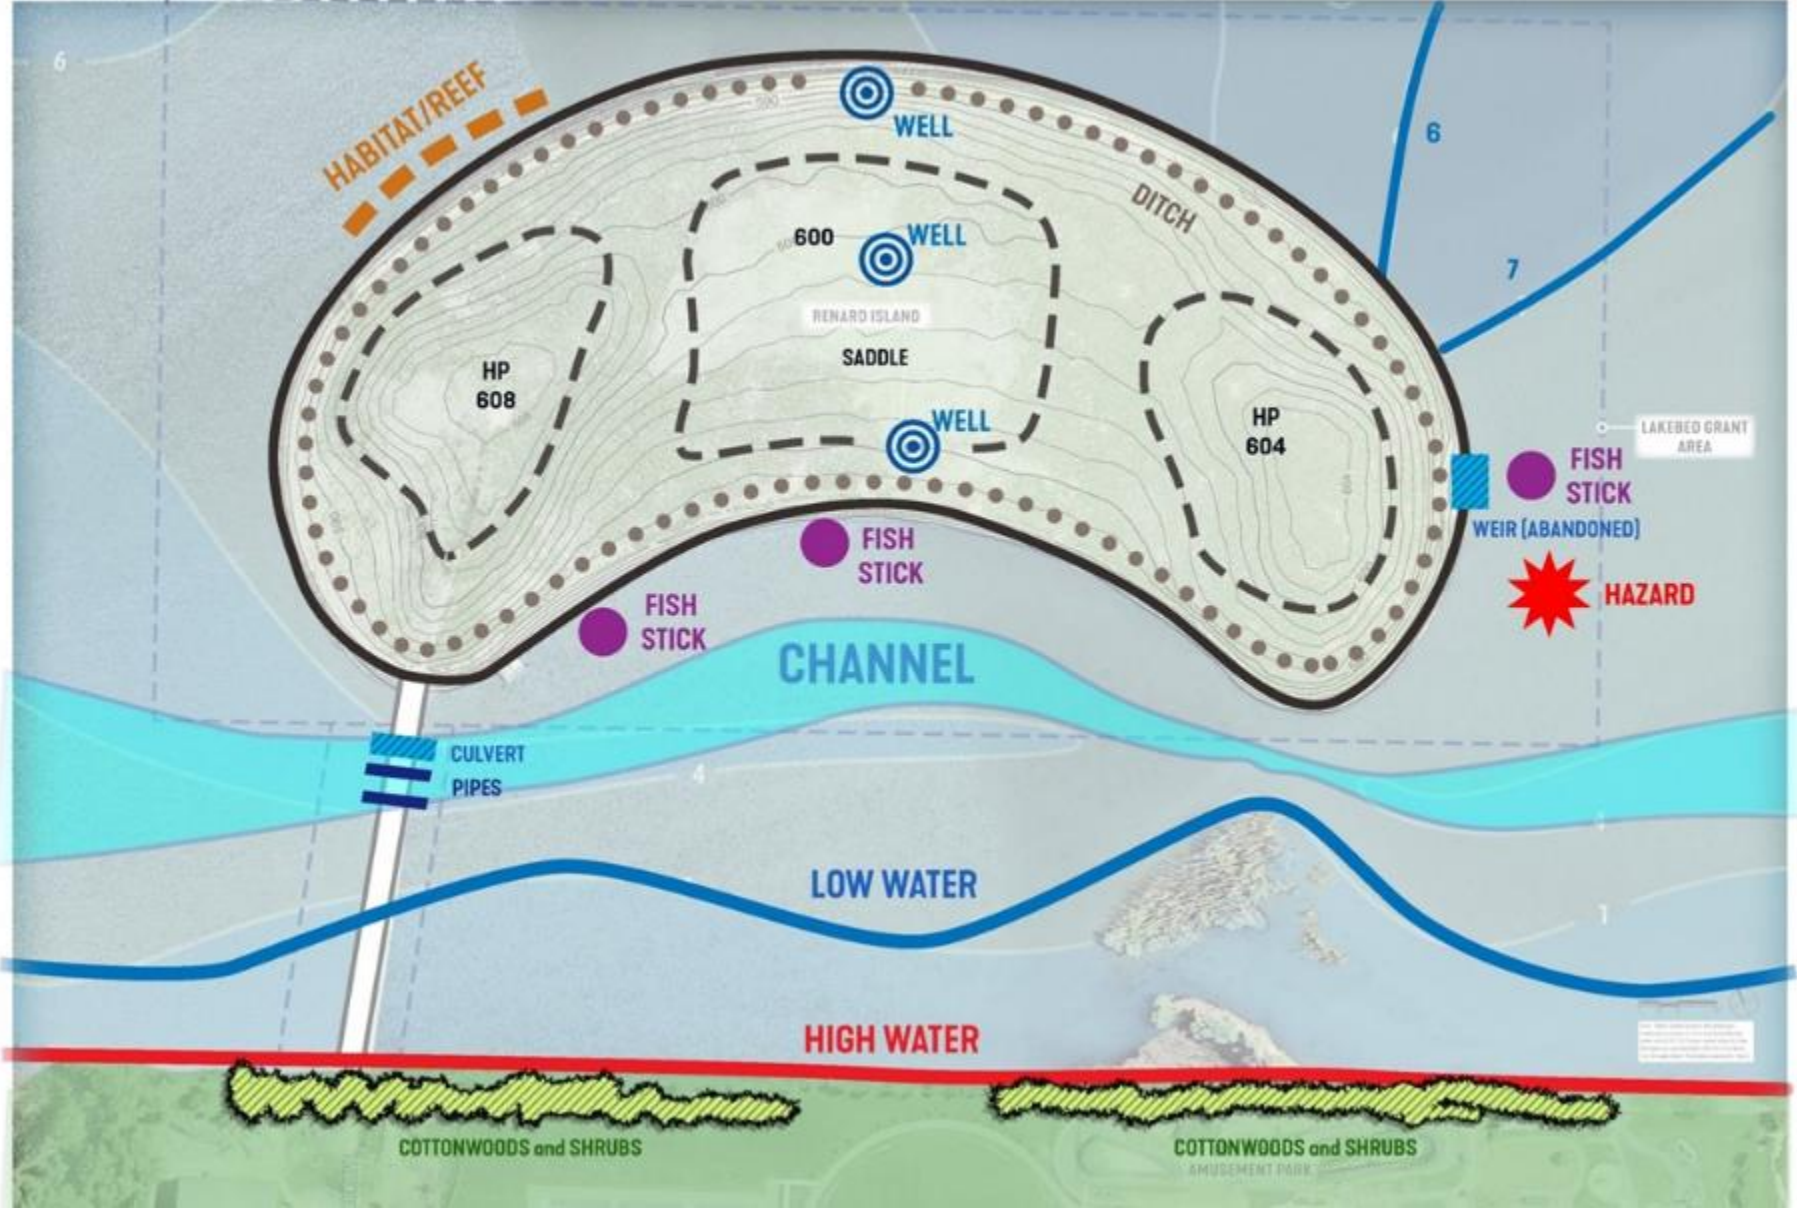 6
HABITAT/REEF
590
WELL
6
DITCH
600
WELL
7
RENARD ISLAND
SADDLE
HP
608
HP
604
WELL
LAKEBED GRANT
AREA
FISH
STICK
WEIR (ABANDONED)
FISH
STICK
HAZARD
FISH
STICK
CHANNEL
CULVERT
PIPES
4
LOW WATER
1
HIGH WATER
COTTONWOODS and SHRUBS
COTTONWOODS and SHRUBS
AMUSEMENT PARK